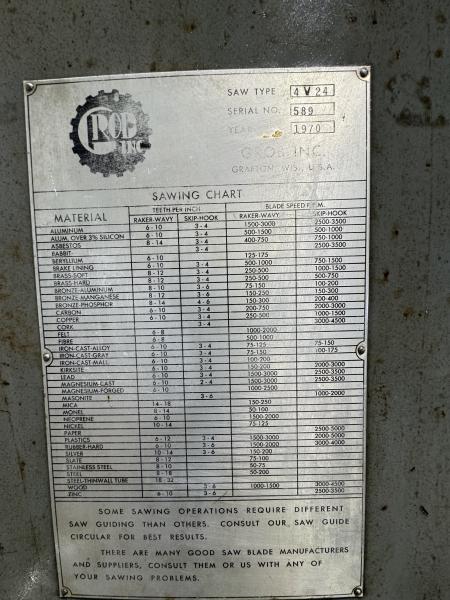 GROB INC.
SAW TYPE 4V24
SERIAL NO. 589
YEAR 1970
GROB INC.
GRAFTON, WIS., U.S.A.
SAWING CHART
MATERIAL TEETH PER INCH BLADE SPEED F.P.M.
RAKER-WAVY SKIP-HOOK RAKER-WAVY SKIP-HOOK
ALUMINUM 6-10 3-4 1500-3000 2500-3500
ALUM. OVER 3% SILICON 6-10 3-4 500-1500 500-1000
ASBESTOS 8-14 3-4 400-750 750-1000
BABBIT 3-4 2500-3500
BERYLLIUM 6-10 3-4 125-175
BRAKE LINING 6-10 3-4 500-1000 750-1500
BRASS-SOFT 8-12 3-4 250-500 1000-1500
BRASS-HARD 8-12 3-4 250-500 500-750
BRONZE-ALUMINUM 8-10 3-6 75-150 100-200
BRONZE-MANGANESE 8-12 3-6 150-250 150-300
BRONZE-PHOSPHOR 8-14 4-6 150-300 200-400
CARBON 6-10 3-4 200-750 2000-3000
COPPER 6-10 3-4 250-500 1000-1500
CORK 3-4 3000-4500
FELT 6-8 1000-2000
FIBRE 6-8 500-1000
IRON-CAST-ALLOY 6-10 3-4 75-125 75-150
IRON-CAST-GRAY 6-10 3-4 75-150 100-175
IRON-CAST-MALL. 6-10 3-4 100-200
KIRKSITE 6-10 3-4 150-200 2000-3000
LEAD 6-10 3-4 1500-3000 2500-3500
MAGNESIUM-CAST 6-10 2-4 1500-3000 2500-3500
MAGNESIUM-FORGED 6-10 1000-2500
MASONITE 3-6 1000-2000
MICA 14-18 150-250
MONEL 8-14 50-100
NEOPRENE 6-10 1500-2000
NICKEL 10-14 75-125
PAPER 2500-5000
PLASTICS 6-12 3-4 1500-3000 2000-5000
RUBBER-HARD 6-10 3-6 1500-3000 3000-4000
SILVER 10-14 3-6 150-200
SLATE 8-12 75-100
STAINLESS STEEL 8-10 50-75
STEEL 8-18 50-200
STEEL-THINWALL TUBE 18-32
WOOD 3-6 1000-1500 3000-4500
ZINC 6-10 3-6 2500-3500
SOME SAWING OPERATIONS REQUIRE DIFFERENT
SAW GUIDING THAN OTHERS. CONSULT OUR SAW GUIDE
CIRCULAR FOR BEST RESULTS.
THERE ARE MANY GOOD SAW BLADE MANUFACTURERS
AND SUPPLIERS, CONSULT THEM OR US WITH ANY OF
YOUR SAWING PROBLEMS.